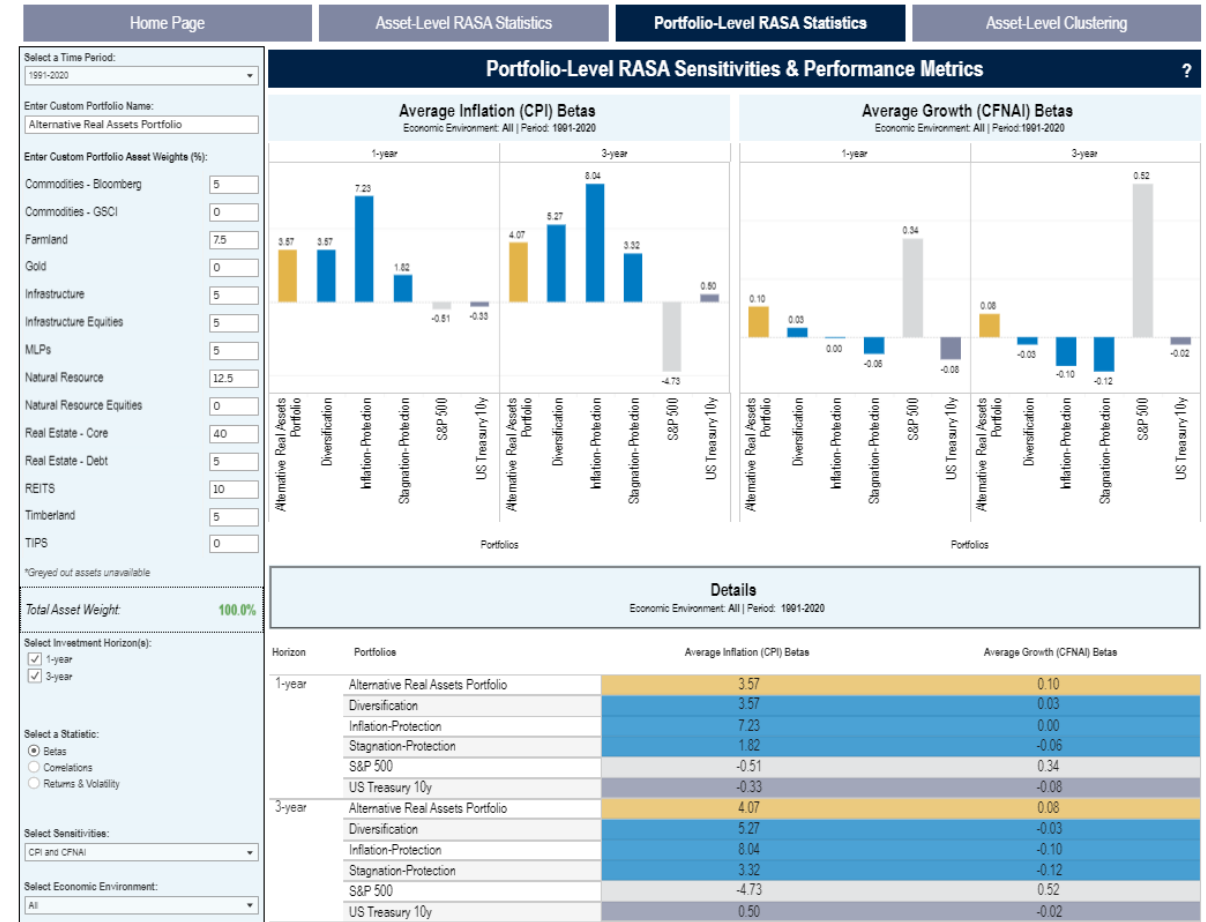 Home Page
Asset-Level RASA Statistics
Portfolio-Level RASA Statistics
Asset-Level Clustering
Select a Time Period:
1991-2020
Enter Custom Portfolio Name:
Alternative Real Assets Portfolio
Enter Custom Portfolio Asset Weights (%):
Commodities - Bloomberg 5
Commodities - GSCI 0
Farmland 7.5
Gold 0
Infrastructure 5
Infrastructure Equities 5
MLPs 5
Natural Resource 12.5
Natural Resource Equities 0
Real Estate - Core 40
Real Estate - Debt 5
REITS 10
Timberland 5
TIPS 0
*Greyed out assets unavailable
Total Asset Weight: 100.0%
Select Investment Horizon(s):
1-year
3-year
Select a Statistic:
Betas
Correlations
Returns & Volatility
Select Sensitivities:
CPI and CFNAI
Select Economic Environment:
All
Portfolio-Level RASA Sensitivities & Performance Metrics ?
Average Inflation (CPI) Betas
Economic Environment: All | Period: 1991-2020
1-year 3-year
3.57 3.57 7.23 1.82 -0.51 -0.33
4.07 5.27 8.04 3.32 -4.73 0.50
Alternative Real Assets Portfolio
Diversification
Inflation-Protection
Stagnation-Protection
S&P 500
US Treasury 10y
Alternative Real Assets Portfolio
Diversification
Inflation-Protection
Stagnation-Protection
S&P 500
US Treasury 10y
Portfolios
Average Growth (CFNAI) Betas
Economic Environment: All | Period:1991-2020
1-year 3-year
0.10 0.03 0.00 -0.06 0.34 -0.08
0.08 -0.03 -0.10 -0.12 0.52 -0.02
Alternative Real Assets Portfolio
Diversification
Inflation-Protection
Stagnation-Protection
S&P 500
US Treasury 10y
Alternative Real Assets Portfolio
Diversification
Inflation-Protection
Stagnation-Protection
S&P 500
US Treasury 10y
Portfolios
Details
Economic Environment: All | Period: 1991-2020
Horizon Portfolios Average Inflation (CPI) Betas Average Growth (CFNAI) Betas
1-year Alternative Real Assets Portfolio 3.57 0.10
Diversification 3.57 0.03
Inflation-Protection 7.23 0.00
Stagnation-Protection 1.82 -0.06
S&P 500 -0.51 0.34
US Treasury 10y -0.33 -0.08
3-year Alternative Real Assets Portfolio 4.07 0.08
Diversification 5.27 -0.03
Inflation-Protection 8.04 -0.10
Stagnation-Protection 3.32 -0.12
S&P 500 -4.73 0.52
US Treasury 10y 0.50 -0.02